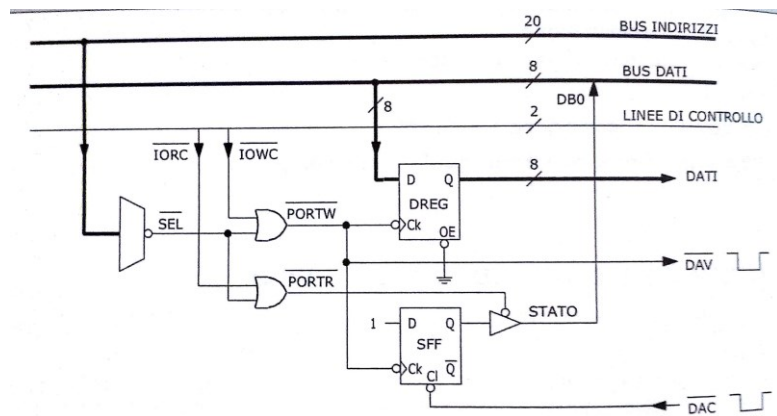 20
BUS INDIRIZZI
8
BUS DATI
8
DB0
2
LINEE DI CONTROLLO
IORC
IOWC
D
Q
8
DATI
DREG
SEL
PORTW
Ck
OE
DAV
PORTR
STATO
1
D
Q
SFF
Ck
Q
Cl
DAC